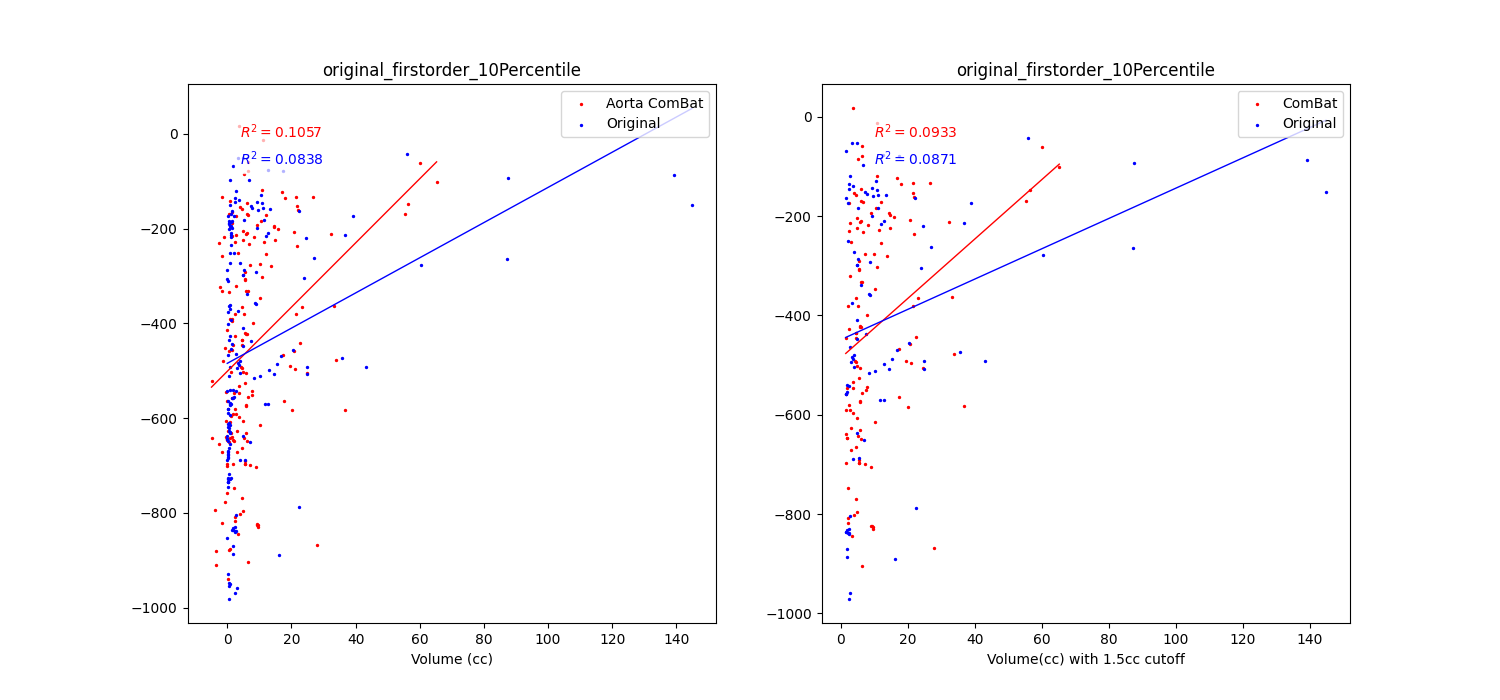 original_firstorder_10Percentile
Aorta ComBat
Original
R² = 0.1057
R² = 0.0838
0
−200
−400
−600
−800
−1000
0 20 40 60 80 100 120 140
Volume (cc)
original_firstorder_10Percentile
ComBat
Original
R² = 0.0933
R² = 0.0871
0
−200
−400
−600
−800
−1000
0 20 40 60 80 100 120 140
Volume(cc) with 1.5cc cutoff